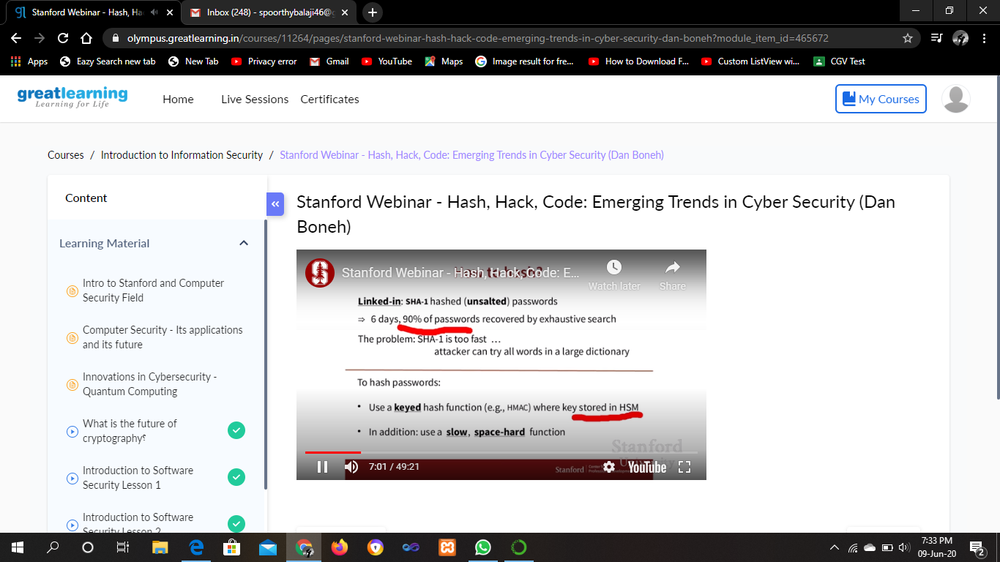 Stanford Webinar - Hash, Ha
Inbox (248) - spoorthybalaji46@g
olympus.greatlearning.in/courses/11264/pages/stanford-webinar-hash-hack-code-emerging-trends-in-cyber-security-dan-boneh?module_item_id=465672
Apps Eazy Search new tab New Tab Privacy error Gmail YouTube Maps Image result for fre... How to Download F... Custom ListView wi... CGV Test
greatlearning
Learning for Life
Home Live Sessions Certificates
My Courses
Courses / Introduction to Information Security / Stanford Webinar - Hash, Hack, Code: Emerging Trends in Cyber Security (Dan Boneh)
Content
Learning Material
Intro to Stanford and Computer
Security Field
Computer Security - Its applications
and its future
Innovations in Cybersecurity -
Quantum Computing
What is the future of
cryptography?
Introduction to Software
Security Lesson 1
Introduction to Software
Security Lesson 2
Stanford Webinar - Hash, Hack, Code: Emerging Trends in Cyber Security (Dan
Boneh)
Stanford Webinar - Hash, Hack, Code: E...
Watch later Share
Linked-in: SHA-1 hashed (unsalted) passwords
⇒ 6 days, 90% of passwords recovered by exhaustive search
The problem: SHA-1 is too fast ...
attacker can try all words in a large dictionary
To hash passwords:
• Use a keyed hash function (e.g., HMAC) where key stored in HSM
• In addition: use a slow, space-hard function
Stanford
7:01 / 49:21
Stanford
YouTube
7:33 PM
09-Jun-20
2